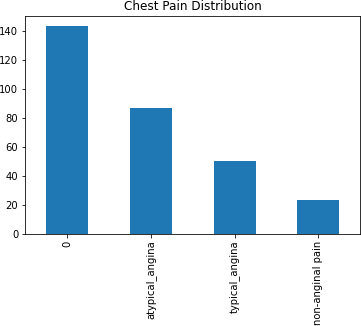 Chest Pain Distribution
140
120
100
80
60
40
20
0
0
atypical_angina
typical_angina
non-anginal pain